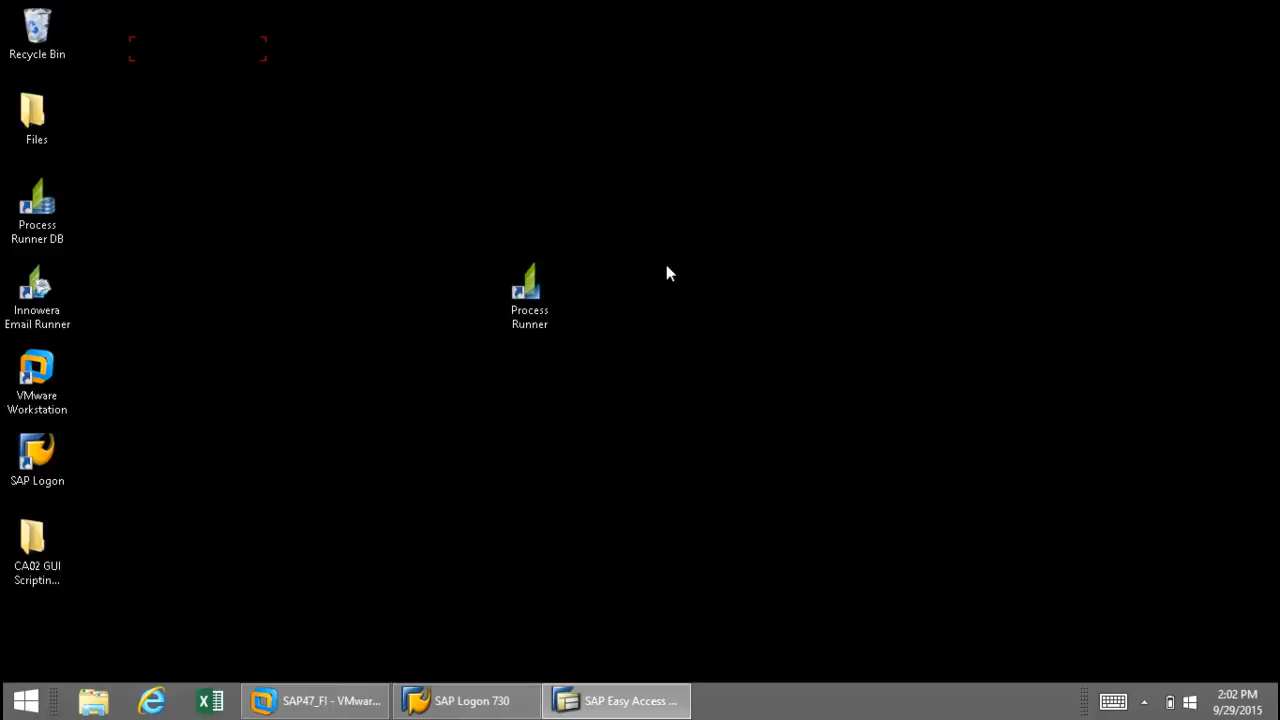 Recycle Bin
Files
Process
Runner DB
Innowera
Email Runner
VMware
Workstation
SAP Logon
CA02 GUI
Scriptin...
Process
Runner
SAP47_FI - VMwar...
SAP Logon 730
SAP Easy Access ...
2:02 PM
9/29/2015